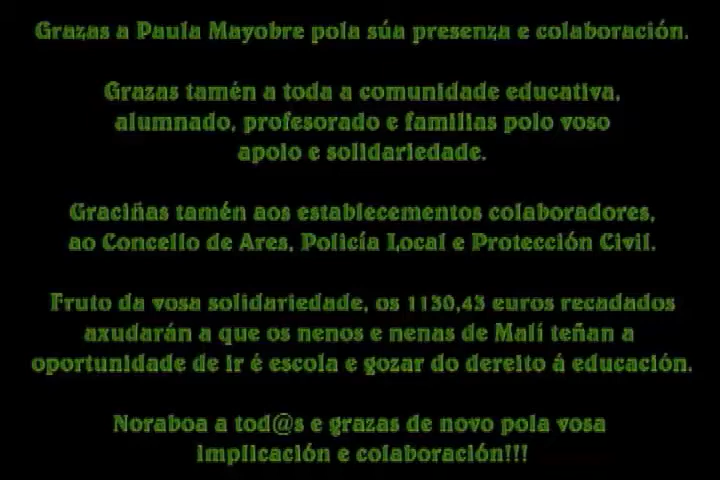 Grazas a Paula Mayobre pola súa presenza e colaboración.
Grazas tamén a toda a comunidade educativa,
alumnado, profesorado e familias polo voso
apoio e solidariedade.
Graciñas tamén aos establecementos colaboradores,
ao Concello de Ares, Policía Local e Protección Civil.
Fruto da vosa solidariedade, os 1130,43 euros recadados
axudarán a que os nenos e nenas de Malí teñan a
oportunidade de ir é escola e gozar do dereito á educación.
Noraboa a tod@s e grazas de novo pola vosa
implicación e colaboración!!!